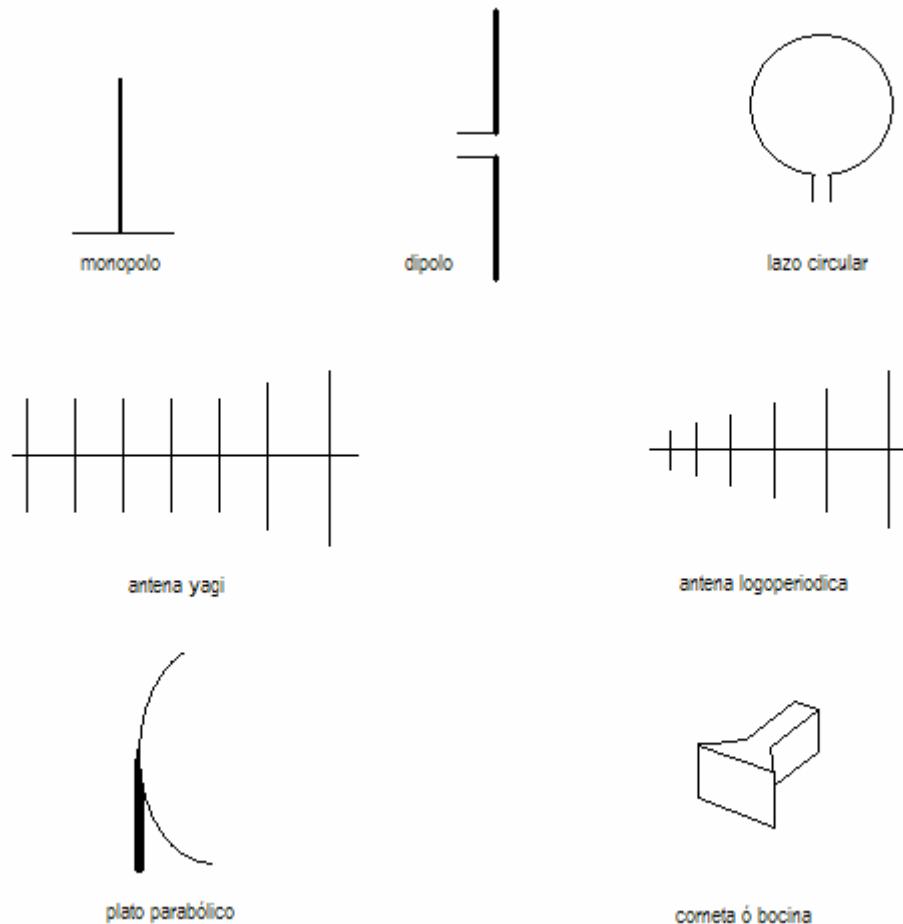 monopolo
dipolo
lazo circular
antena yagi
antena logoperiodica
plato parabólico
corneta ó bocina